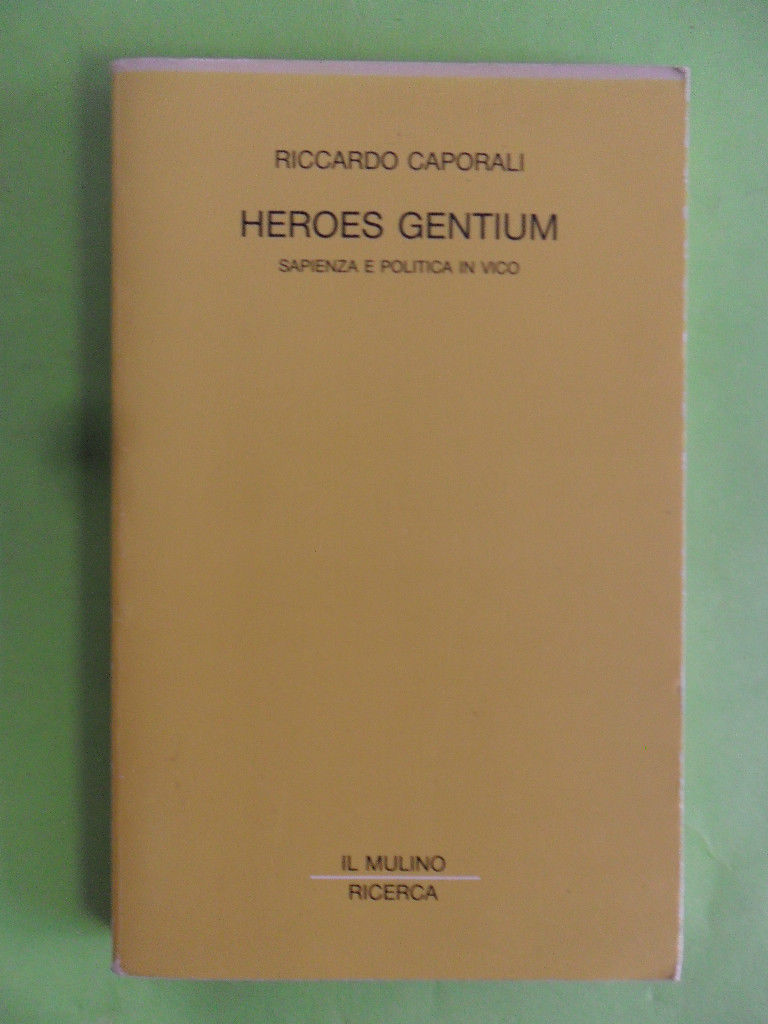 RICCARDO CAPORALI
HEROES GENTIUM
SAPIENZA E POLITICA IN VICO
IL MULINO
RICERCA